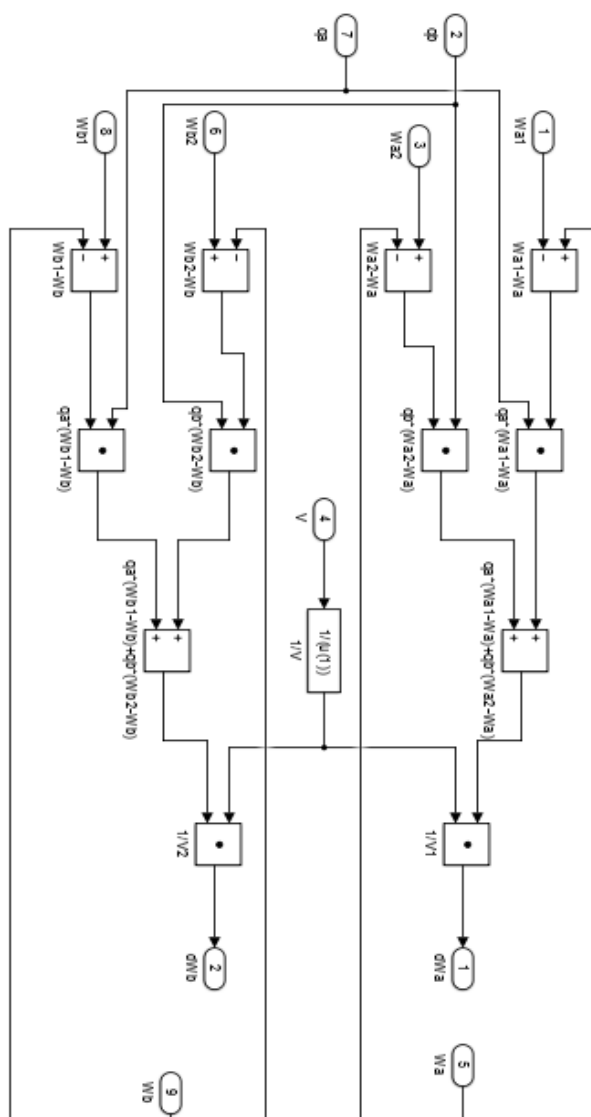 1
Wa1
+
-
Wa1-Wa
qa*(Wa1-Wa)
+
+
qa*(Wa1-Wa)+qb*(Wa2-Wa)
1/V1
1
dWa
5
Wa
2
qb
3
Wa2
+
-
Wa2-Wa
qb*(Wa2-Wa)
7
qa
4
V
1/(u(1))
1/V
6
Wb2
-
+
Wb2-Wb
qb*(Wb2-Wb)
+
+
qa*(Wb1-Wb)+qb*(Wb2-Wb)
1/V2
2
dWb
9
Wb
8
Wb1
+
-
Wb1-Wb
qa*(Wb1-Wb)